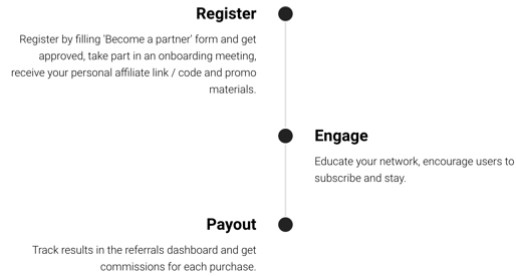 Register
Register by filling 'Become a partner' form and get
approved, take part in an onboarding meeting,
receive your personal affiliate link / code and promo
materials.
Engage
Educate your network, encourage users to
subscribe and stay.
Payout
Track results in the referrals dashboard and get
commissions for each purchase.